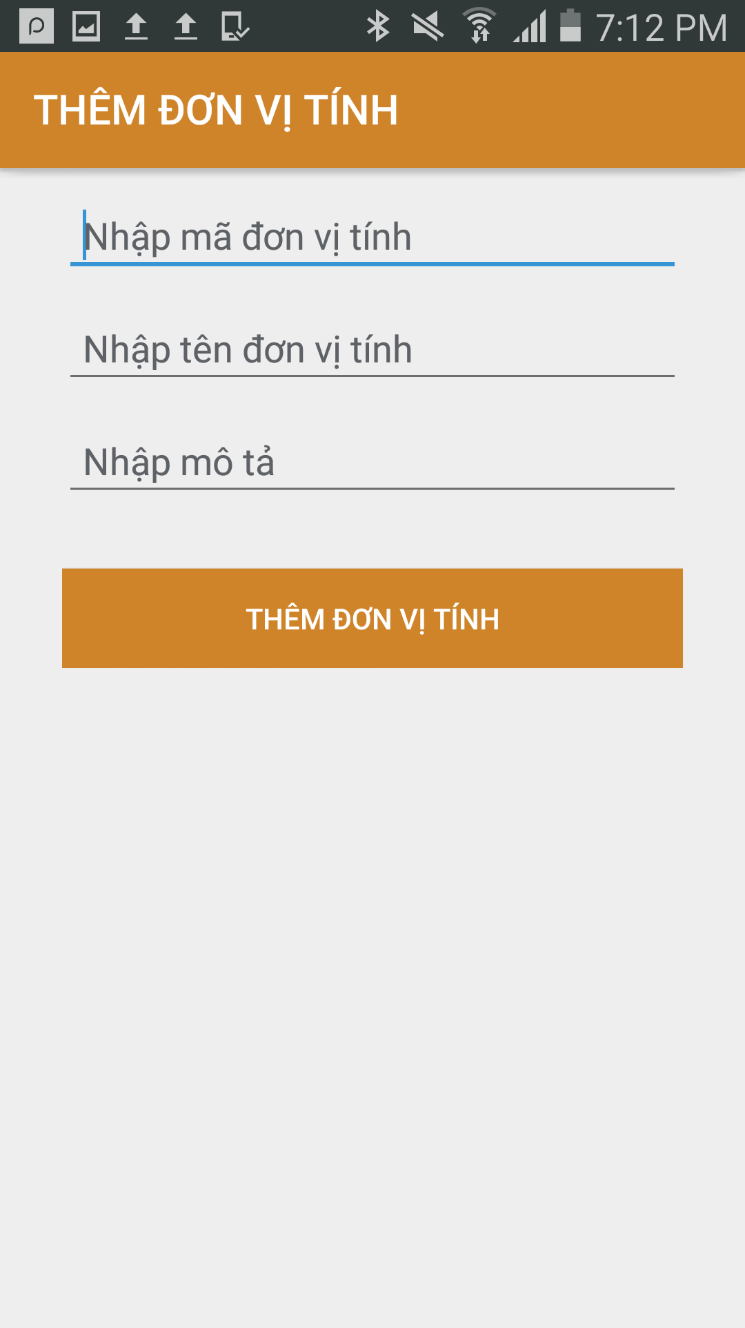 7:12 PM
THÊM ĐƠN VỊ TÍNH
Nhập mã đơn vị tính
Nhập tên đơn vị tính
Nhập mô tả
THÊM ĐƠN VỊ TÍNH